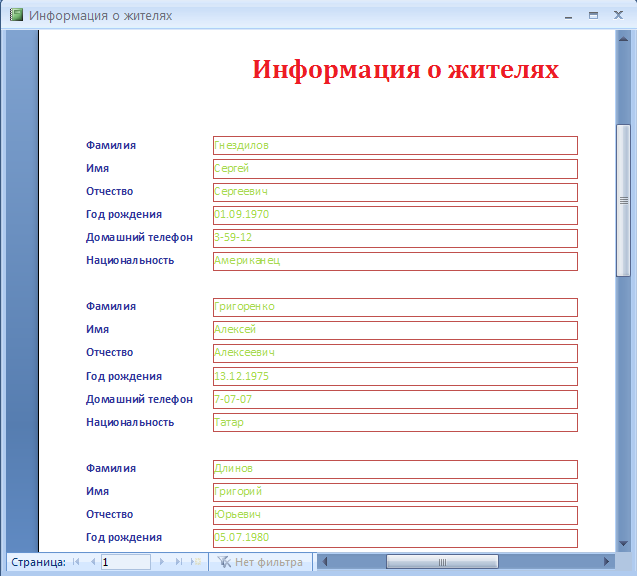 Информация о жителях
Информация о жителях
Фамилия Гнездилов
Имя Сергей
Отчество Сергеевич
Год рождения 01.09.1970
Домашний телефон 3-59-12
Национальность Американец
Фамилия Григоренко
Имя Алексей
Отчество Алексеевич
Год рождения 13.12.1975
Домашний телефон 7-07-07
Национальность Татар
Фамилия Длинов
Имя Григорий
Отчество Юрьевич
Год рождения 05.07.1980
Страница: 1 Нет фильтра